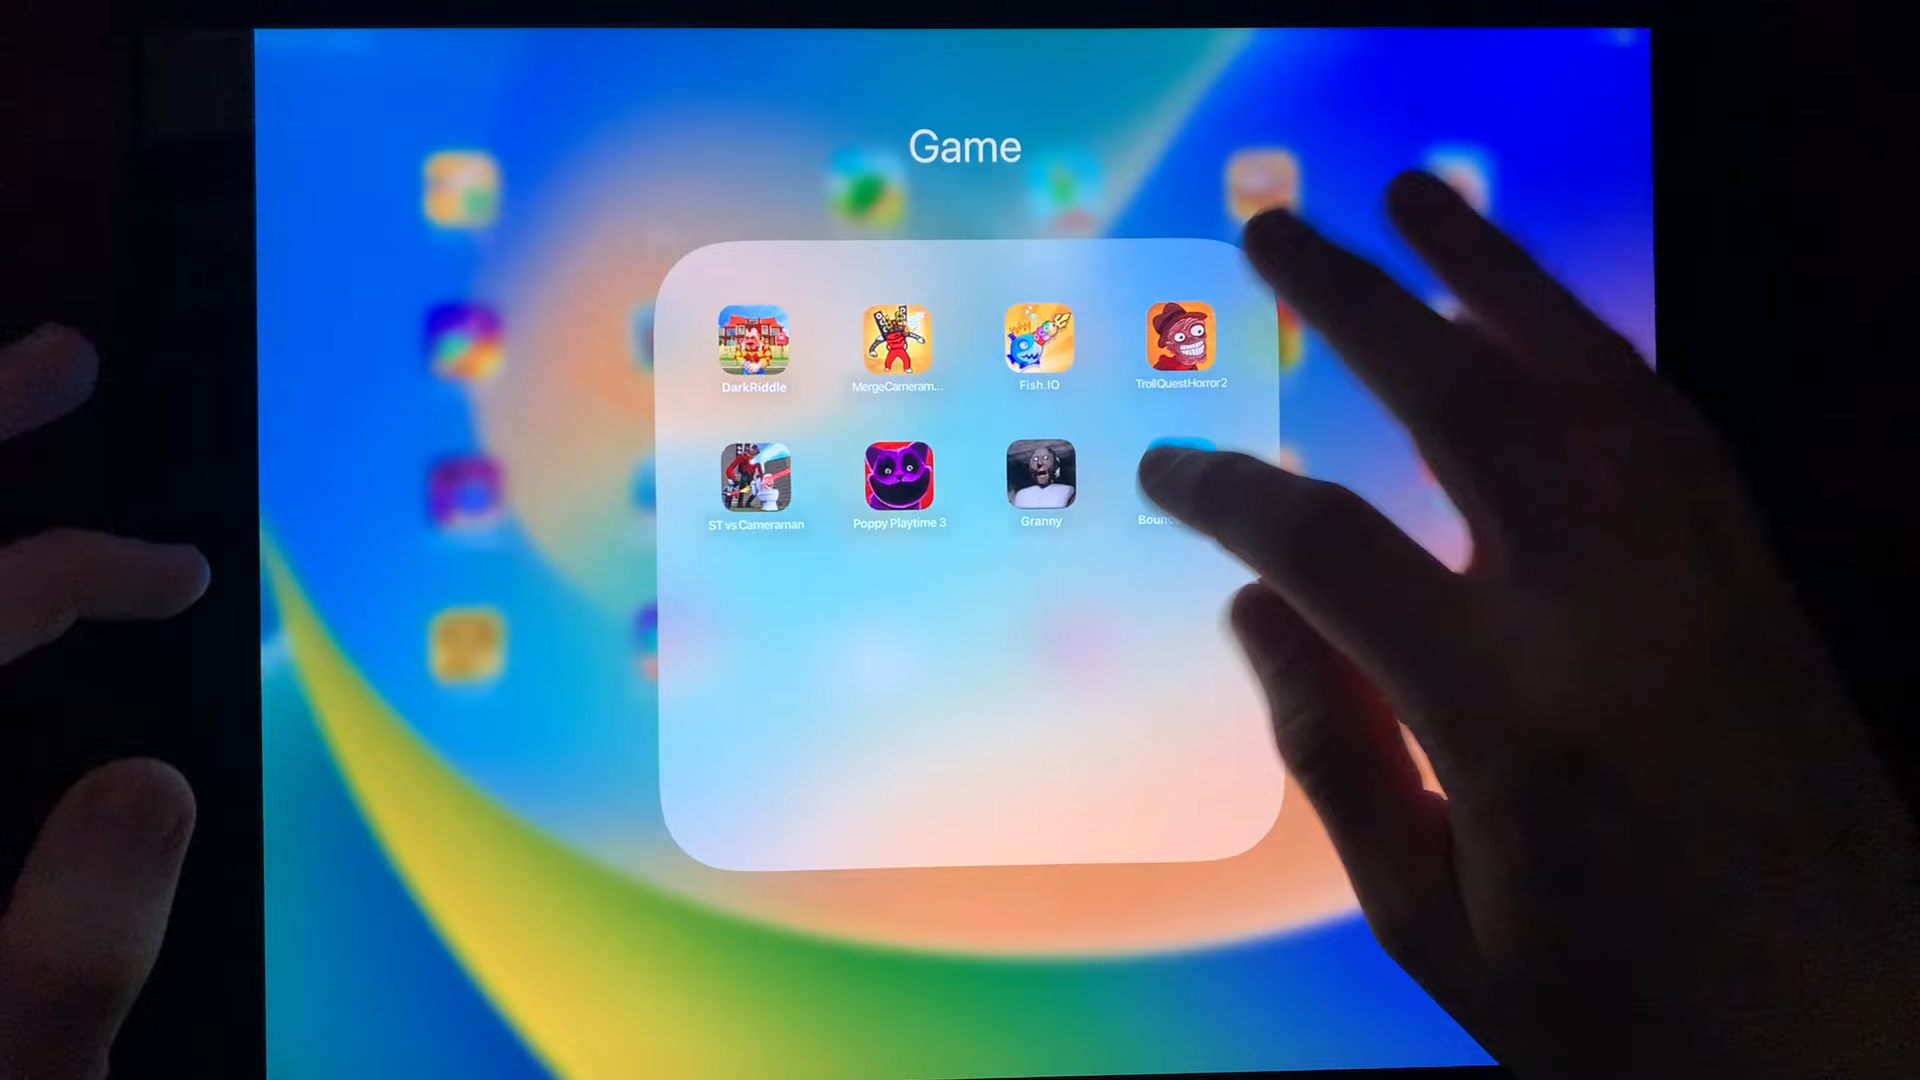 Game
DarkRiddle
MergeCameram...
Fish.IO
TrollQuestHorror2
ST vs Cameraman
Poppy Playtime 3
Granny